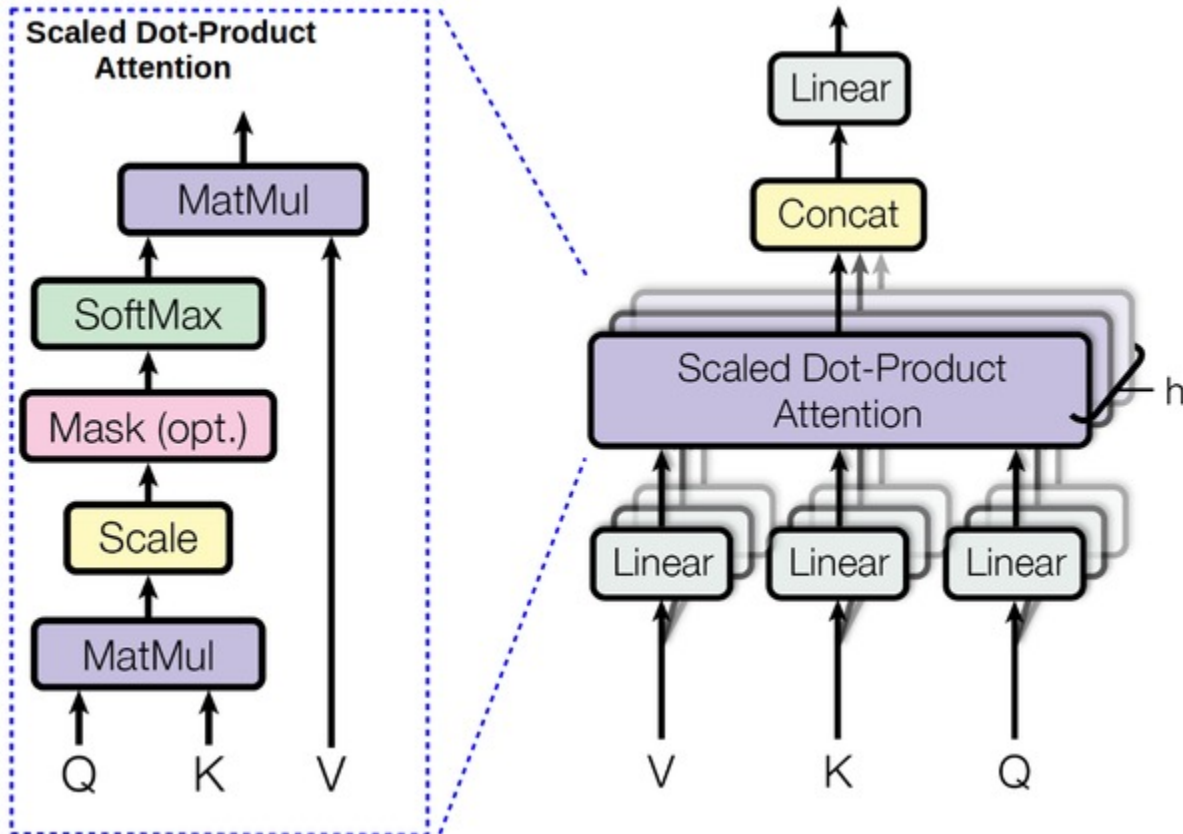 Scaled Dot-Product
Attention
MatMul
SoftMax
Mask (opt.)
Scale
MatMul
Q K V
Linear
Concat
Scaled Dot-Product
Attention
h
Linear Linear Linear
V K Q